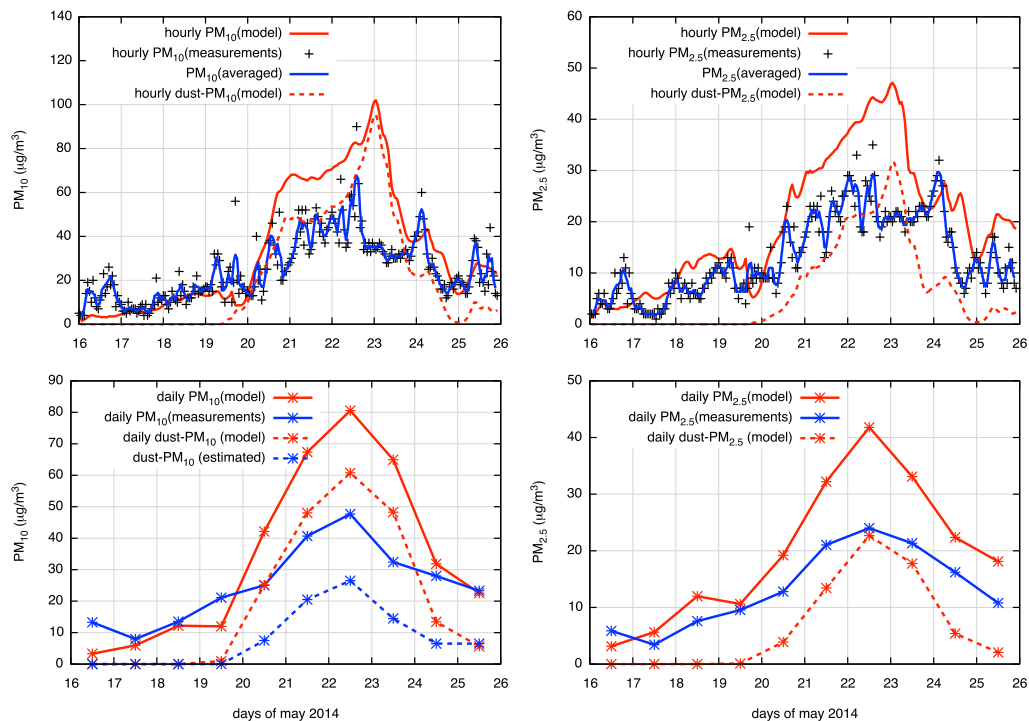 140
120
100
80
60
40
20
0
16 17 18 19 20 21 22 23 24 25 26
PM10 (µg/m3)
hourly PM10(model)
hourly PM10(measurements)
PM10(averaged)
hourly dust-PM10(model)
60
50
40
30
20
10
0
16 17 18 19 20 21 22 23 24 25 26
PM2.5 (µg/m3)
hourly PM2.5(model)
hourly PM2.5(measurements)
PM2.5(averaged)
hourly dust-PM2.5(model)
90
80
70
60
50
40
30
20
10
0
16 17 18 19 20 21 22 23 24 25 26
PM10 (µg/m3)
daily PM10(model)
daily PM10(measurements)
daily dust-PM10 (model)
dust-PM10 (estimated)
days of may 2014
50
40
30
20
10
0
16 17 18 19 20 21 22 23 24 25 26
PM2.5 (µg/m3)
daily PM2.5(model)
daily PM2.5(measurements)
daily dust-PM2.5 (model)
days of may 2014